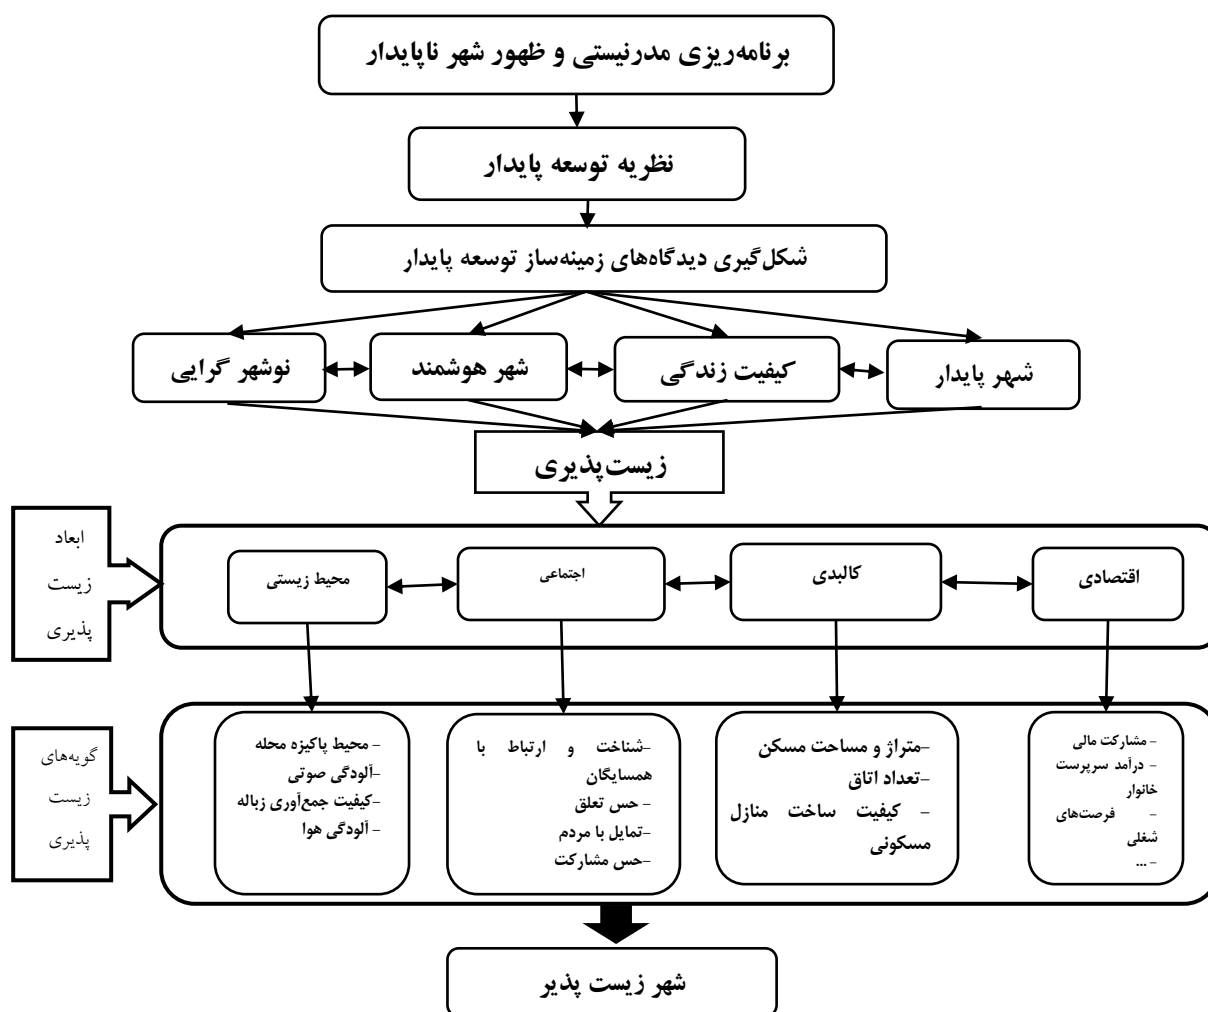 برنامه‌ریزی مدرنیستی و ظهور شهر ناپایدار
نظریه توسعه پایدار
شکل‌گیری دیدگاه‌های زمینه‌ساز توسعه پایدار
شهر پایدار
کیفیت زندگی
شهر هوشمند
نوشهر گرایی
زیست‌پذیری
ابعاد
زیست
پذیری
اقتصادی
کالبدی
اجتماعی
محیط زیستی
گویه‌های
زیست
پذیری
- مشارکت مالی
- درآمد سرپرست
خانوار
- فرصت‌های
شغلی
- ...
-متراژ و مساحت مسکن
-تعداد اتاق
- کیفیت ساخت منازل
مسکونی
-شناخت و ارتباط با
همسایگان
- حس تعلق
-تمایل با مردم
-حس مشارکت
- محیط پاکیزه محله
-آلودگی صوتی
-کیفیت جمع‌آوری زباله
- آلودگی هوا
شهر زیست پذیر